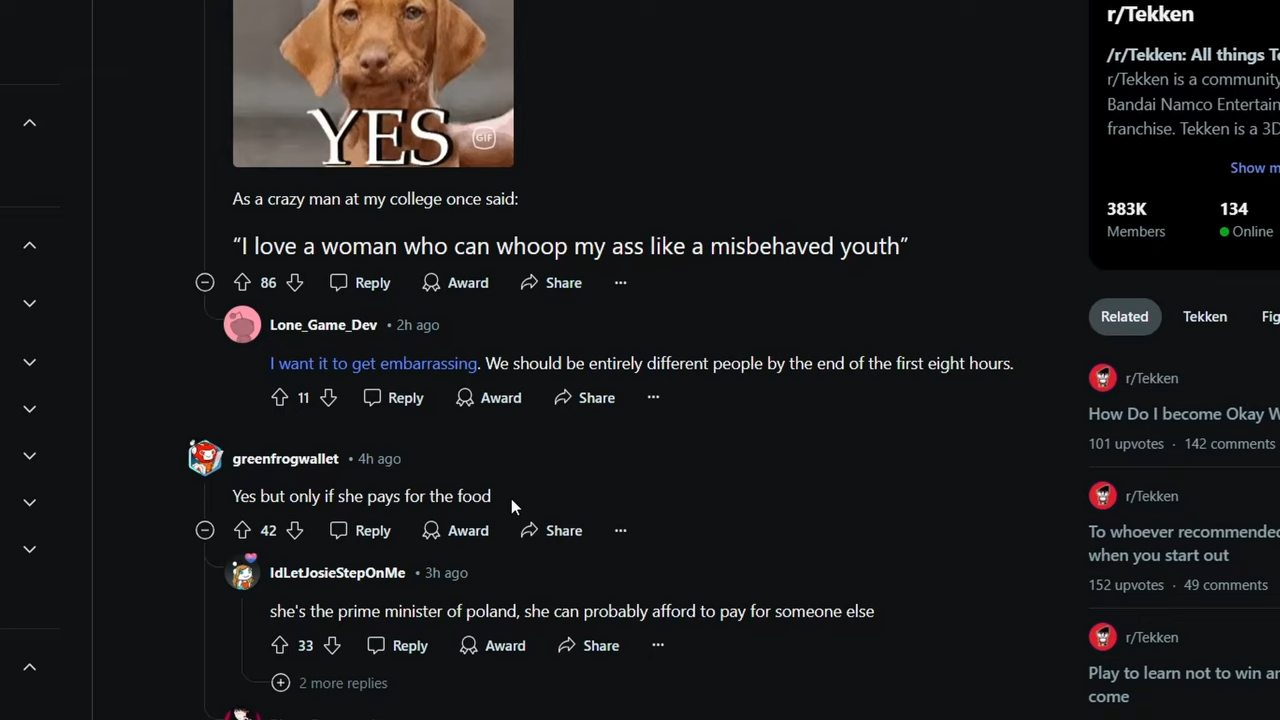 YES
GIF
As a crazy man at my college once said:
“I love a woman who can whoop my ass like a misbehaved youth”
86 Reply Award Share
Lone_Game_Dev • 2h ago
I want it to get embarrassing. We should be entirely different people by the end of the first eight hours.
11 Reply Award Share
greenfrogwallet • 4h ago
Yes but only if she pays for the food
42 Reply Award Share
IdLetJosieStepOnMe • 3h ago
she's the prime minister of poland, she can probably afford to pay for someone else
33 Reply Award Share
2 more replies
r/Tekken
/r/Tekken: All things Te
r/Tekken is a community
Bandai Namco Entertain
franchise. Tekken is a 3D
Show m
383K 134
Members Online
Related Tekken Fig
r/Tekken
How Do I become Okay W
101 upvotes · 142 comments
r/Tekken
To whoever recommended
when you start out
152 upvotes · 49 comments
r/Tekken
Play to learn not to win an
come